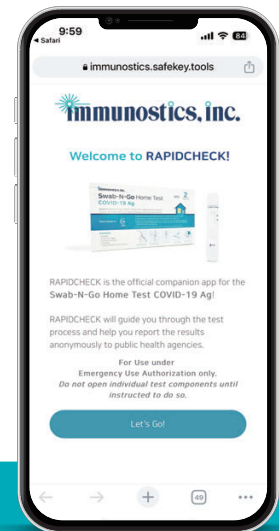 9:59
84
Safari
immunostics.safekey.tools
immunostics, inc.
Welcome to RAPIDCHECK!
Swab-N-Go Home Test
COVID-19 Ag
2
RAPIDCHECK is the official companion app for the
Swab-N-Go Home Test COVID-19 Ag!
RAPIDCHECK will guide you through the test
process and help you report the results
anonymously to public health agencies.
For Use under
Emergency Use Authorization only.
Do not open individual test components until
instructed to do so.
Let's Go!
49